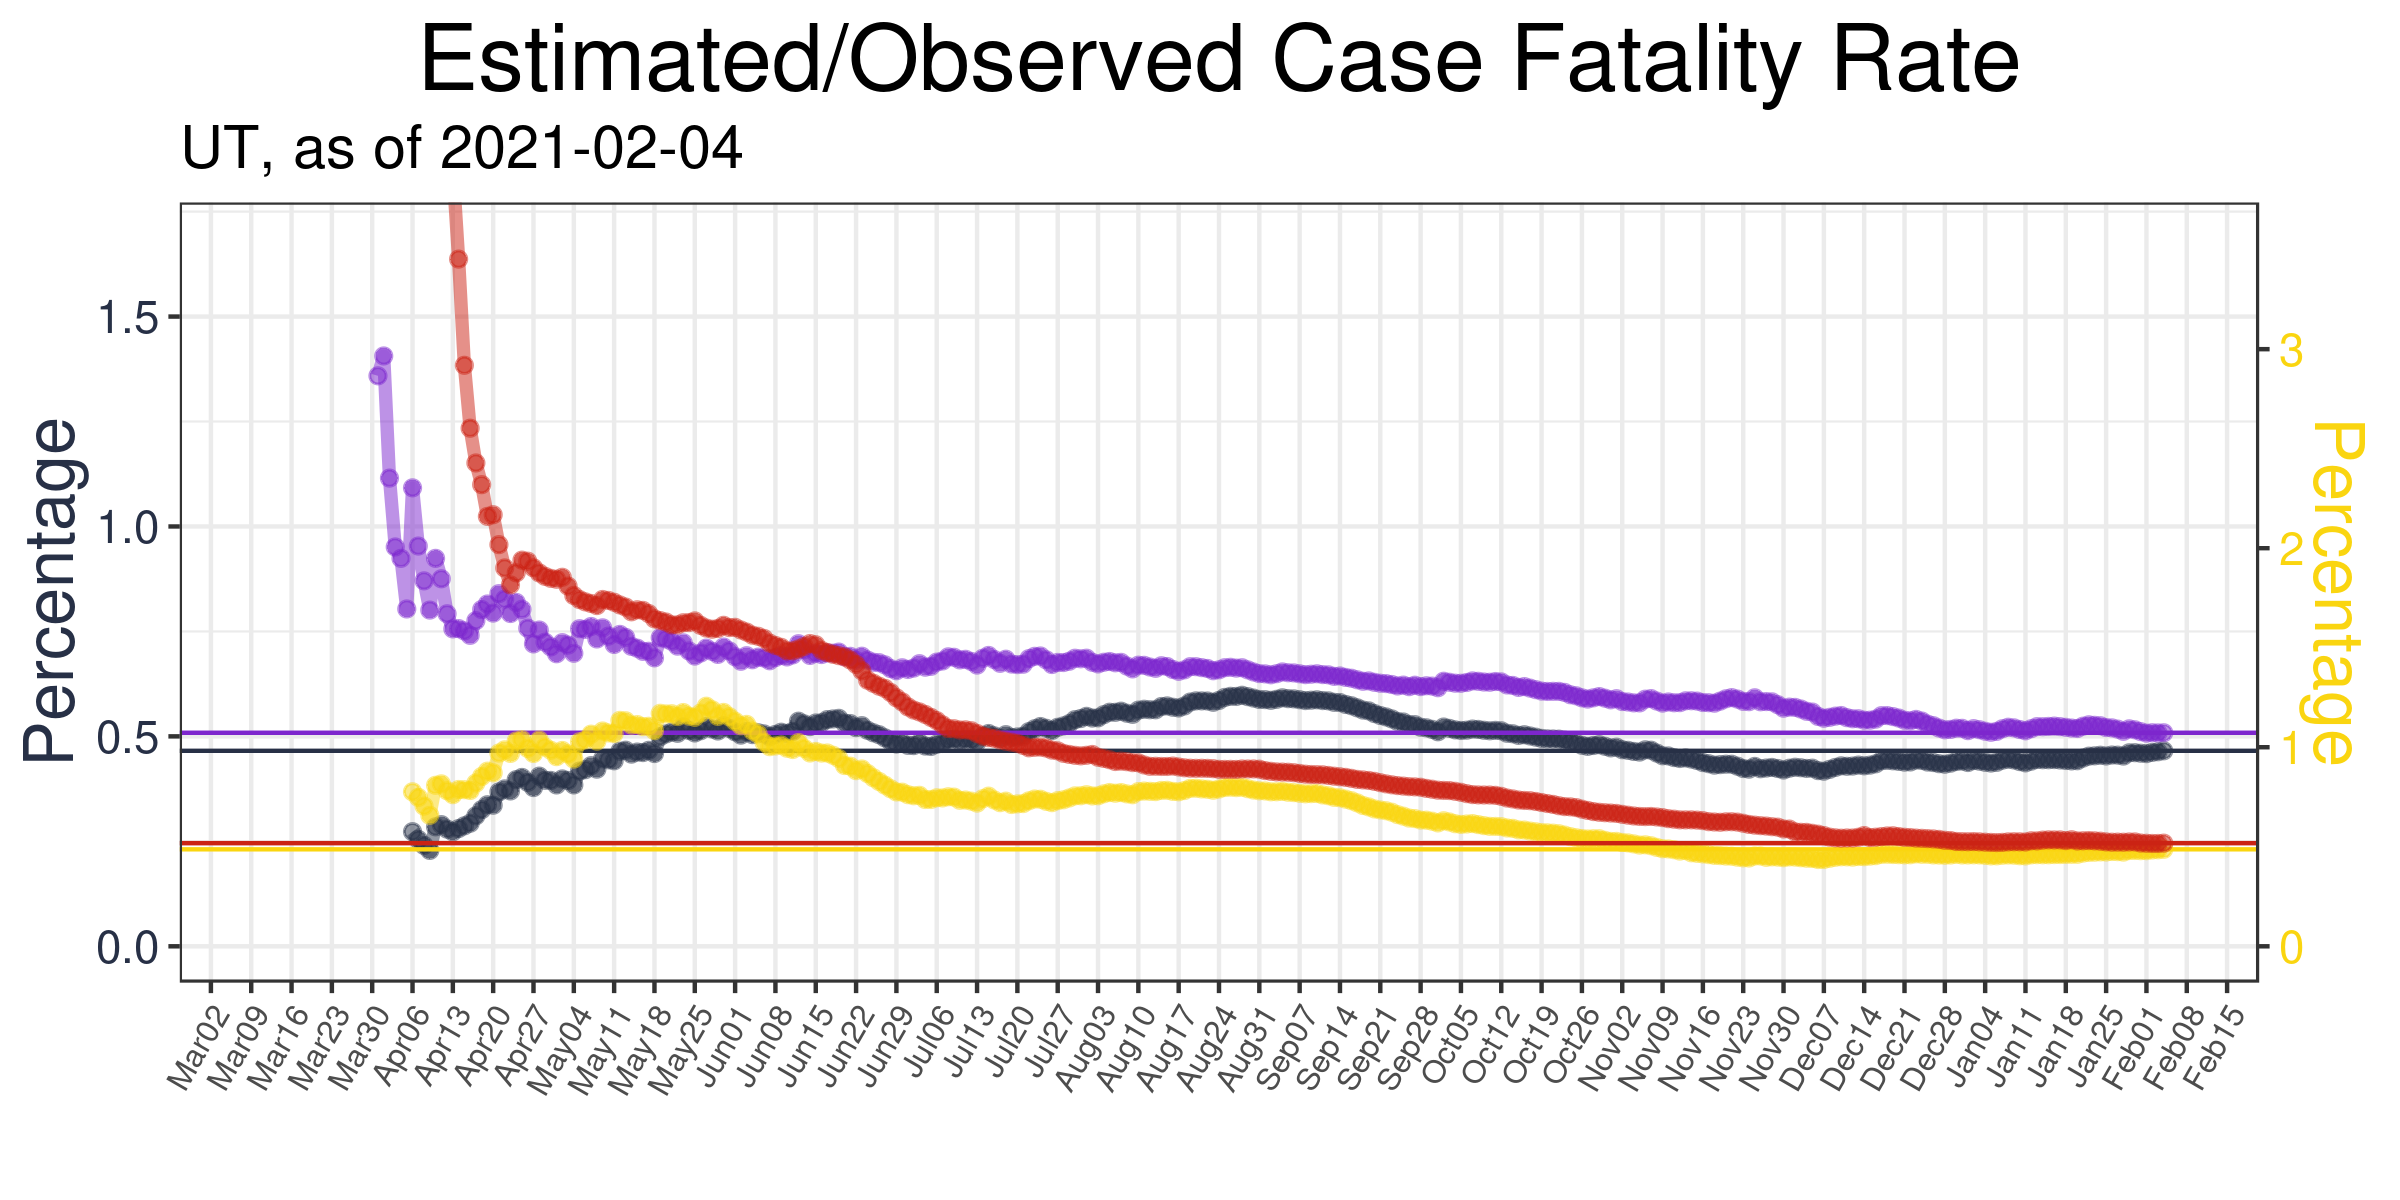 Estimated/Observed Case Fatality Rate
UT, as of 2021-02-04
Percentage
1.5
1.0
0.5
0.0
3
2
1
0
Percentage
Mar02
Mar09
Mar16
Mar23
Mar30
Apr06
Apr13
Apr20
Apr27
May04
May11
May18
May25
Jun01
Jun08
Jun15
Jun22
Jun29
Jul06
Jul13
Jul20
Jul27
Aug03
Aug10
Aug17
Aug24
Aug31
Sep07
Sep14
Sep21
Sep28
Oct05
Oct12
Oct19
Oct26
Nov02
Nov09
Nov16
Nov23
Nov30
Dec07
Dec14
Dec21
Dec28
Jan04
Jan11
Jan18
Jan25
Feb01
Feb08
Feb15